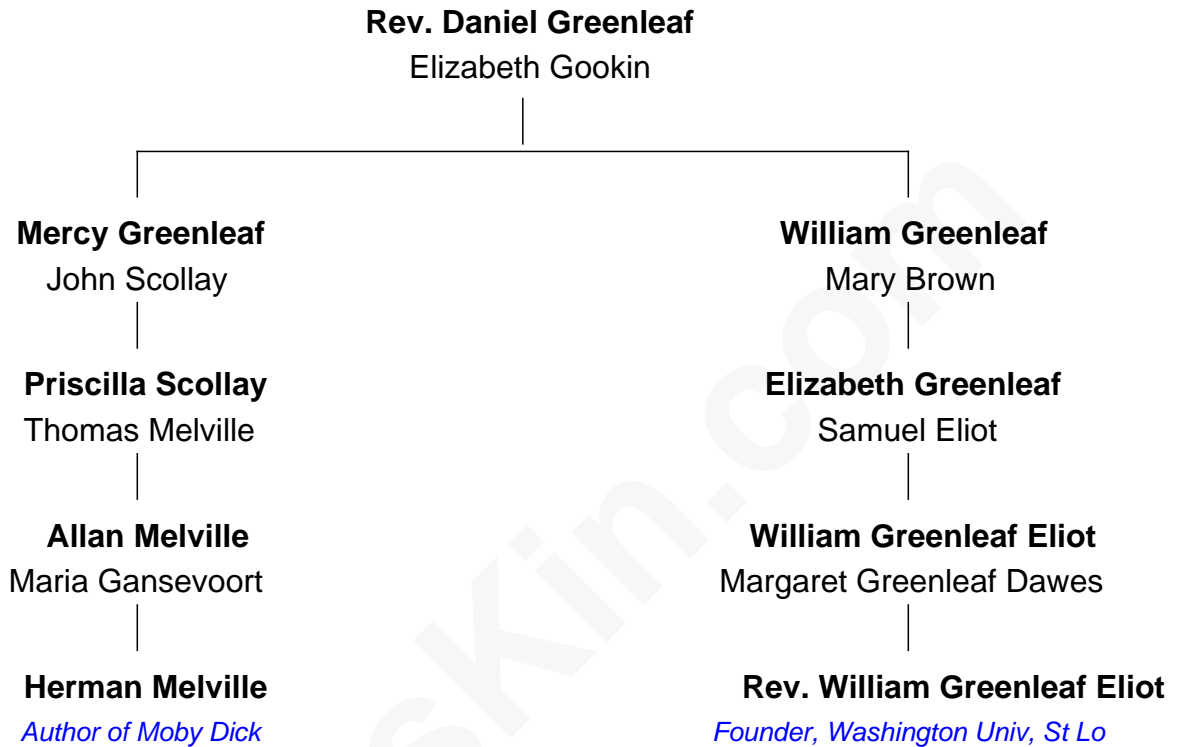 Rev. Daniel Greenleaf
Elizabeth Gookin
Mercy Greenleaf
John Scollay
Priscilla Scollay
Thomas Melville
Allan Melville
Maria Gansevoort
Herman Melville
Author of Moby Dick
William Greenleaf
Mary Brown
Elizabeth Greenleaf
Samuel Eliot
William Greenleaf Eliot
Margaret Greenleaf Dawes
Rev. William Greenleaf Eliot
Founder, Washington Univ, St Lo
sKin.com